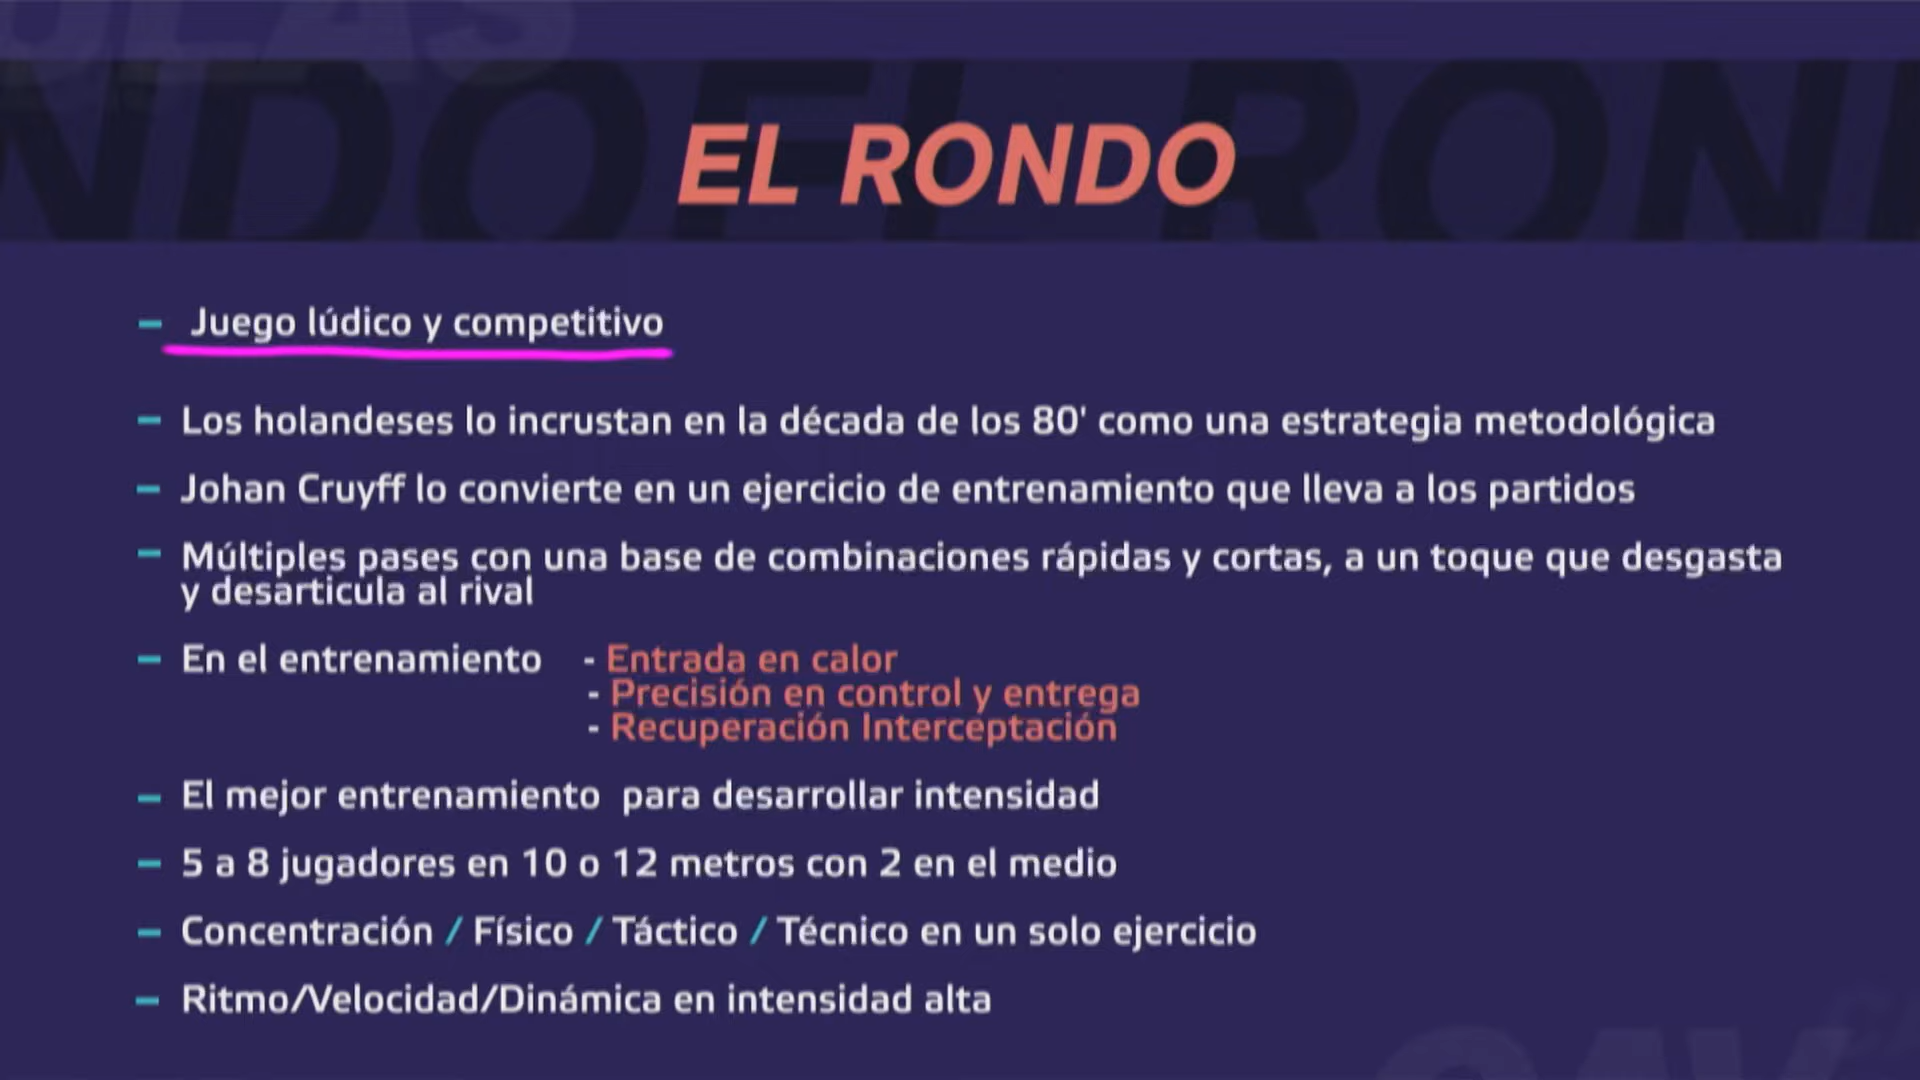 EL RONDO
- Juego lúdico y competitivo
- Los holandeses lo incrustan en la década de los 80' como una estrategia metodológica
- Johan Cruyff lo convierte en un ejercicio de entrenamiento que lleva a los partidos
- Múltiples pases con una base de combinaciones rápidas y cortas, a un toque que desgasta
y desarticula al rival
- En el entrenamiento - Entrada en calor
- Precisión en control y entrega
- Recuperación Interceptación
- El mejor entrenamiento para desarrollar intensidad
- 5 a 8 jugadores en 10 o 12 metros con 2 en el medio
- Concentración / Físico / Táctico / Técnico en un solo ejercicio
- Ritmo/Velocidad/Dinámica en intensidad alta